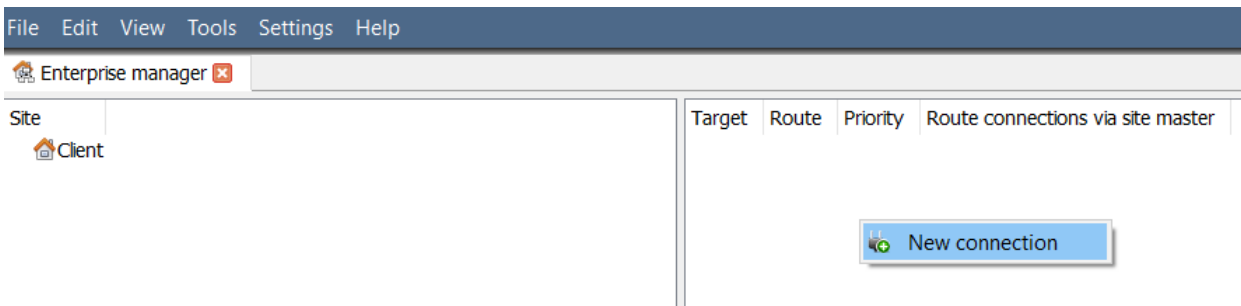 File Edit View Tools Settings Help
Enterprise manager
Site
Client
Target Route Priority Route connections via site master
New connection